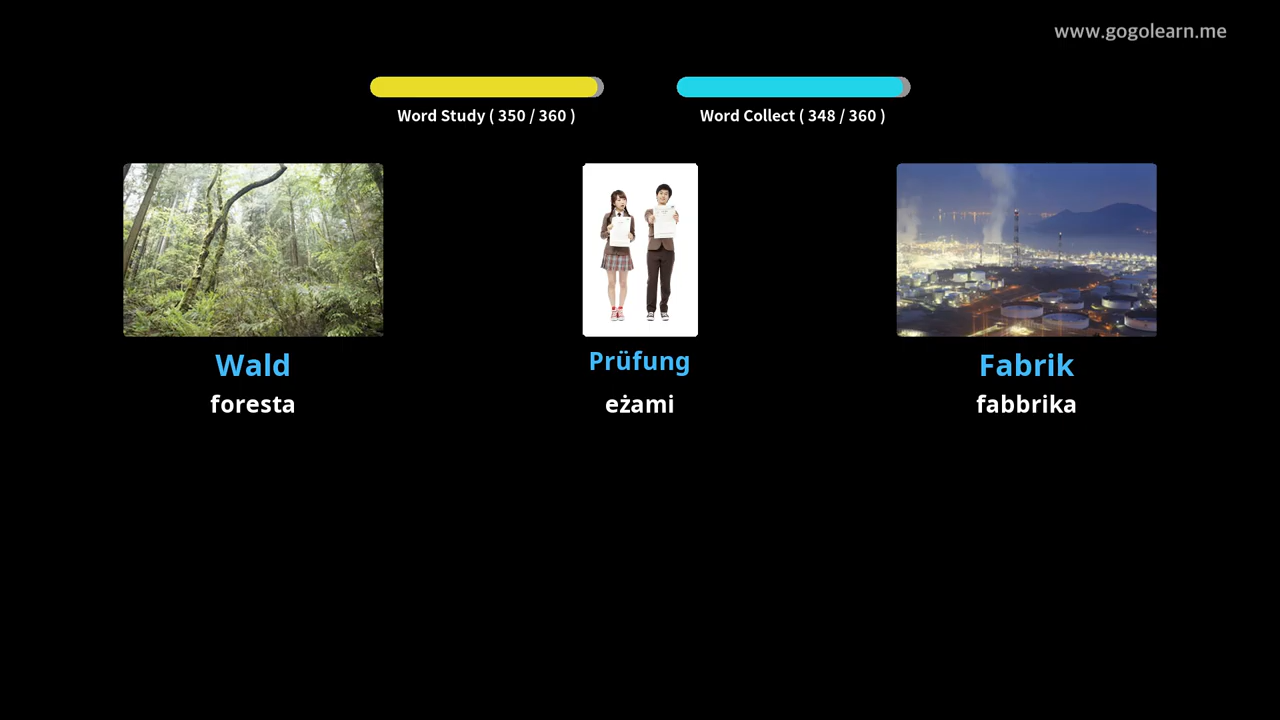 www.gogolearn.me
Word Study ( 350 / 360 )
Word Collect ( 348 / 360 )
Wald
foresta
Prüfung
eżami
Fabrik
fabbrika